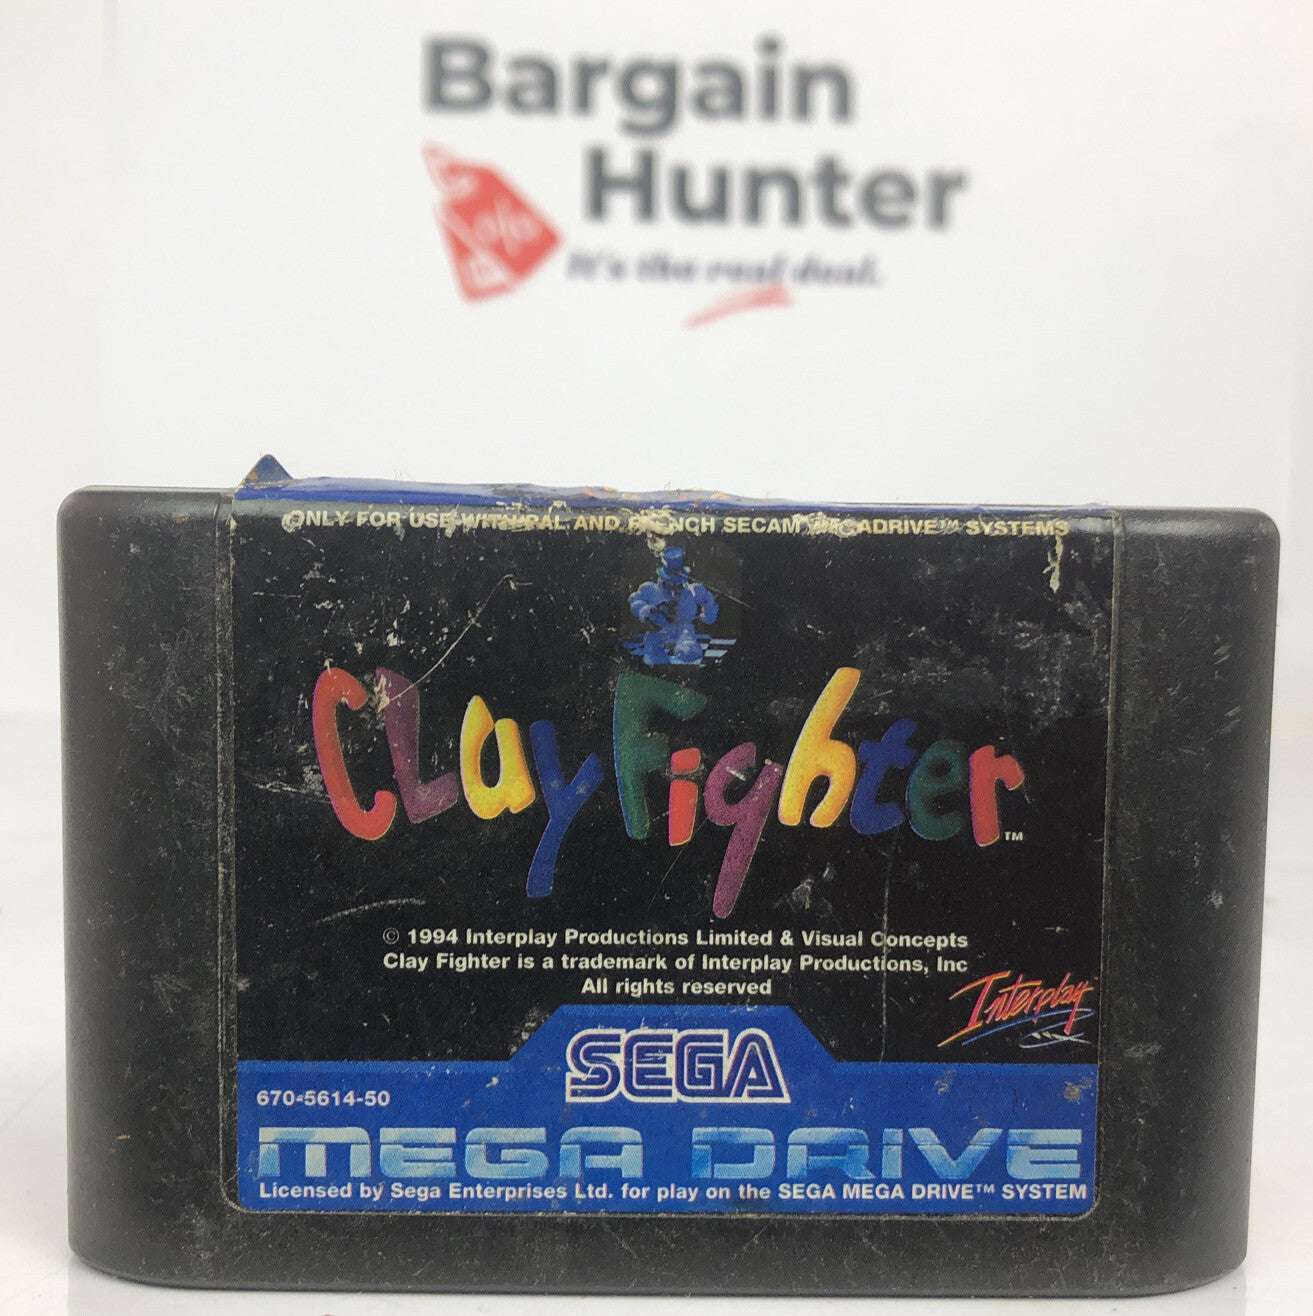 Bargain
Hunter
It's the real deal.
%
ONLY FOR USE WITH PAL AND FRENCH SECAM MEGADRIVE™ SYSTEMS
ClayFighter™
© 1994 Interplay Productions Limited & Visual Concepts
Clay Fighter is a trademark of Interplay Productions, Inc
All rights reserved
Interplay
SEGA
670-5614-50
MEGA DRIVE
Licensed by Sega Enterprises Ltd. for play on the SEGA MEGA DRIVE™ SYSTEM